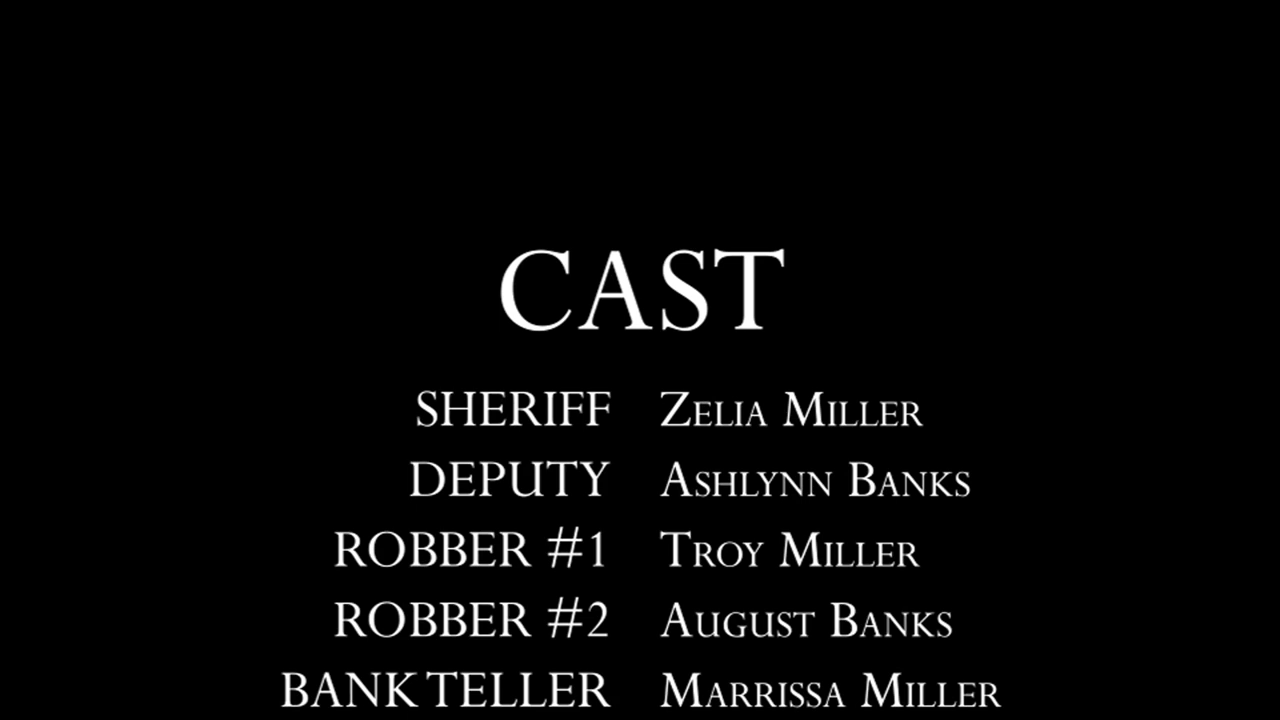 CAST
SHERIFF Zelia Miller
DEPUTY Ashlynn Banks
ROBBER #1 Troy Miller
ROBBER #2 August Banks
BANK TELLER Marrissa Miller